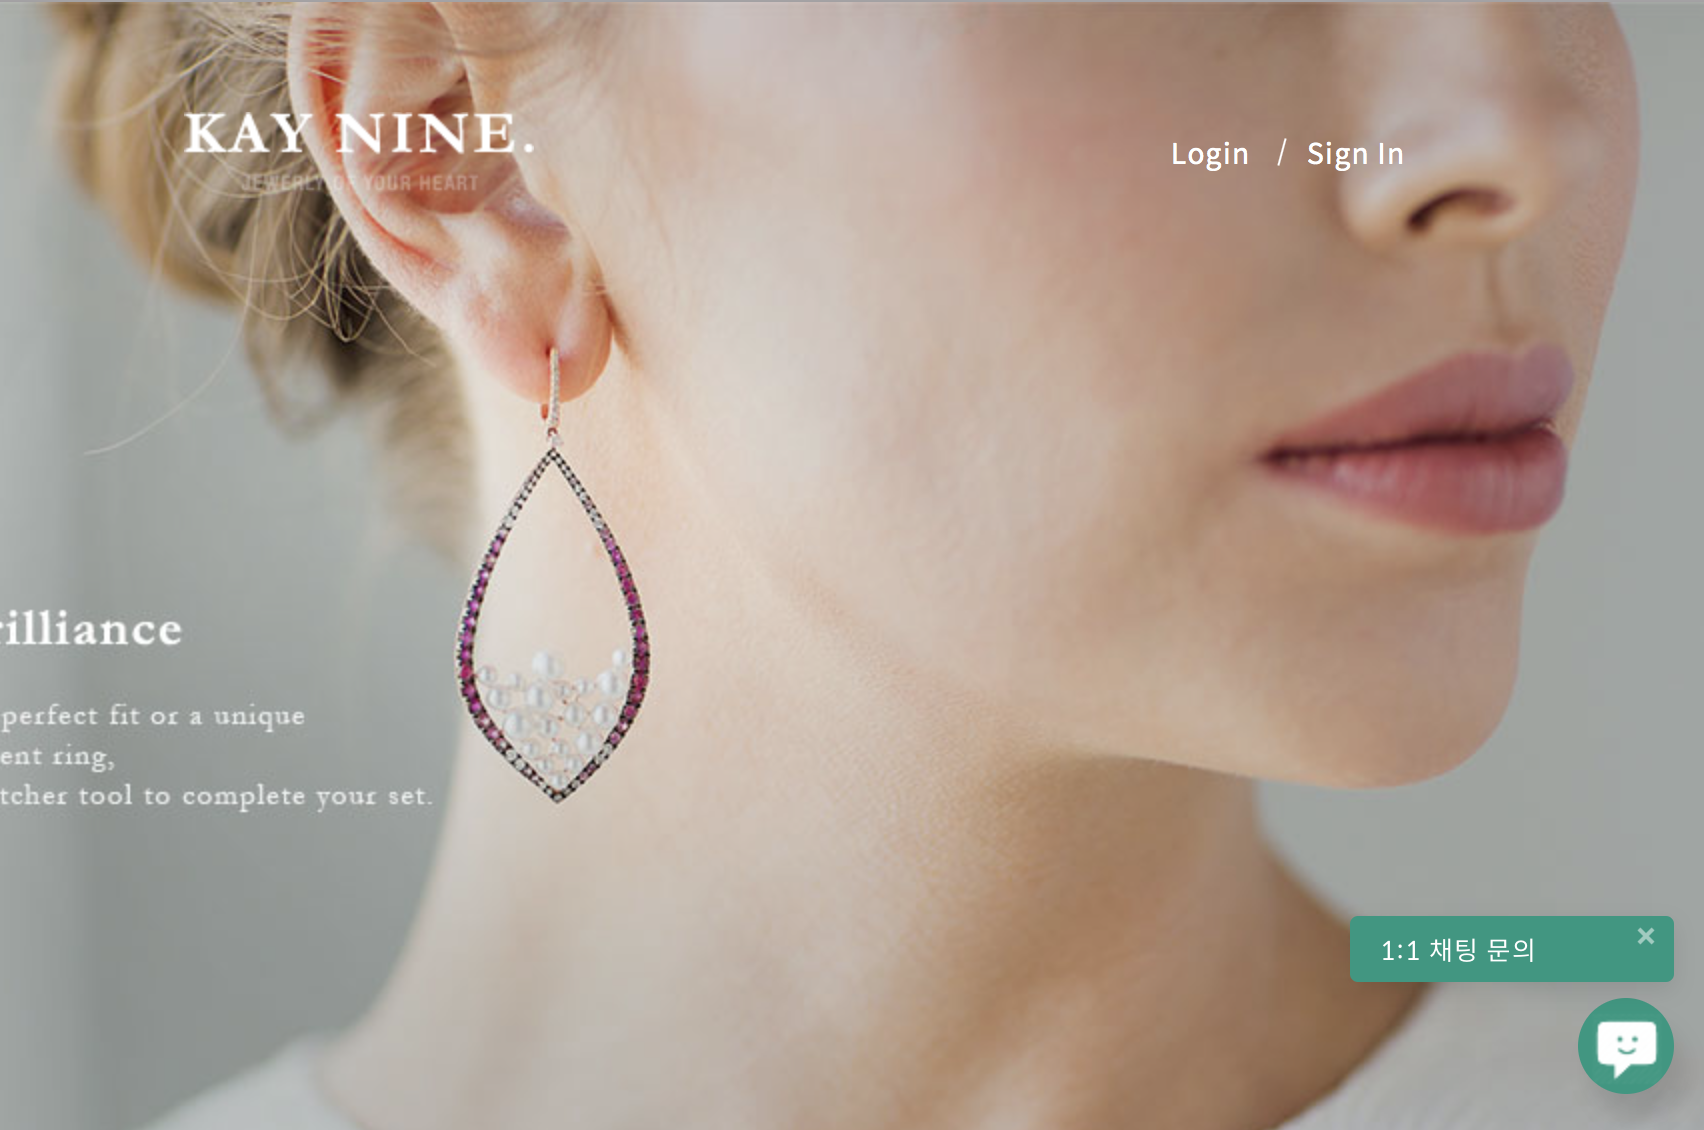 KAY NINE.
JEWERLY OF YOUR HEART
Login / Sign In
rilliance
perfect fit or a unique
ent ring,
tcher tool to complete your set.
1:1 채팅 문의